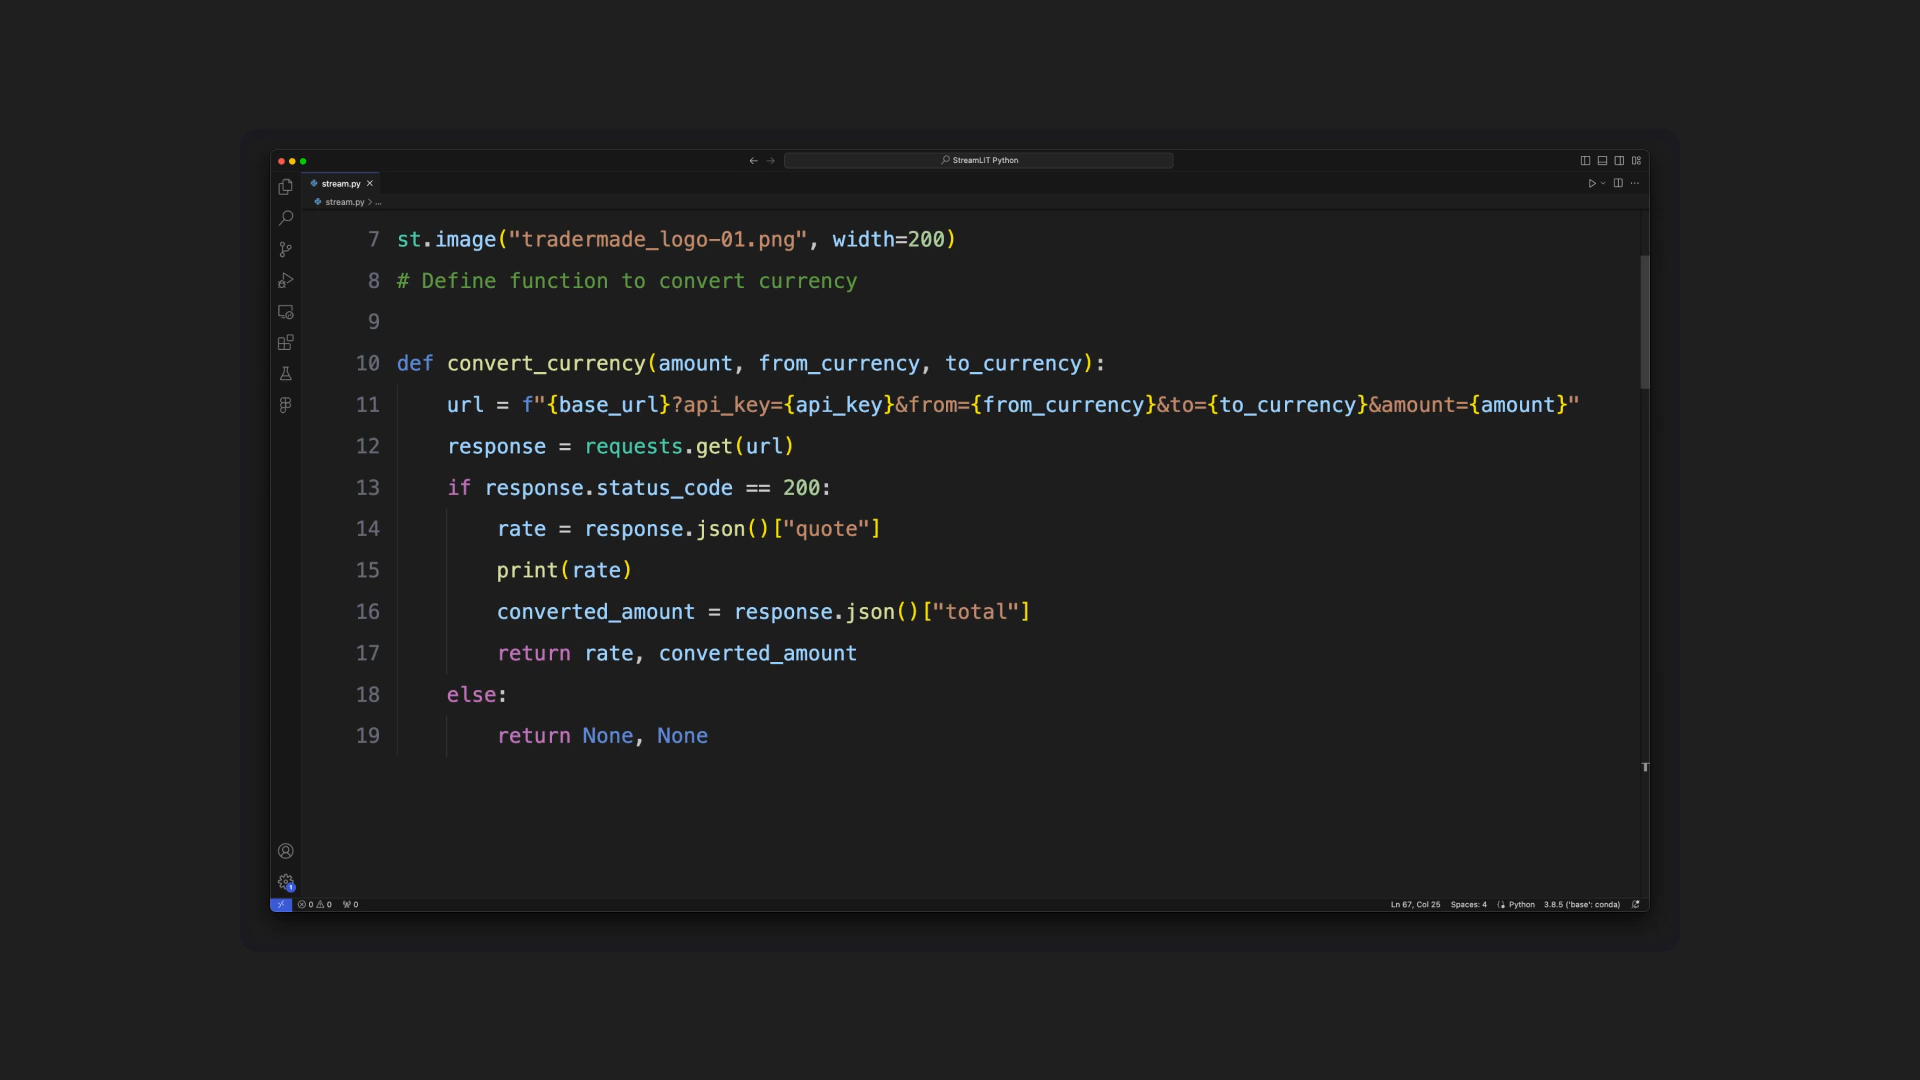 StreamLIT Python
stream.py
stream.py > ...
7 st.image("tradermade_logo-01.png", width=200)
8 # Define function to convert currency
9
10 def convert_currency(amount, from_currency, to_currency):
11 url = f"{base_url}?api_key={api_key}&from={from_currency}&to={to_currency}&amount={amount}"
12 response = requests.get(url)
13 if response.status_code == 200:
14 rate = response.json()["quote"]
15 print(rate)
16 converted_amount = response.json()["total"]
17 return rate, converted_amount
18 else:
19 return None, None
1
0 0 0 Ln 67, Col 25 Spaces: 4 Python 3.8.5 ('base': conda)